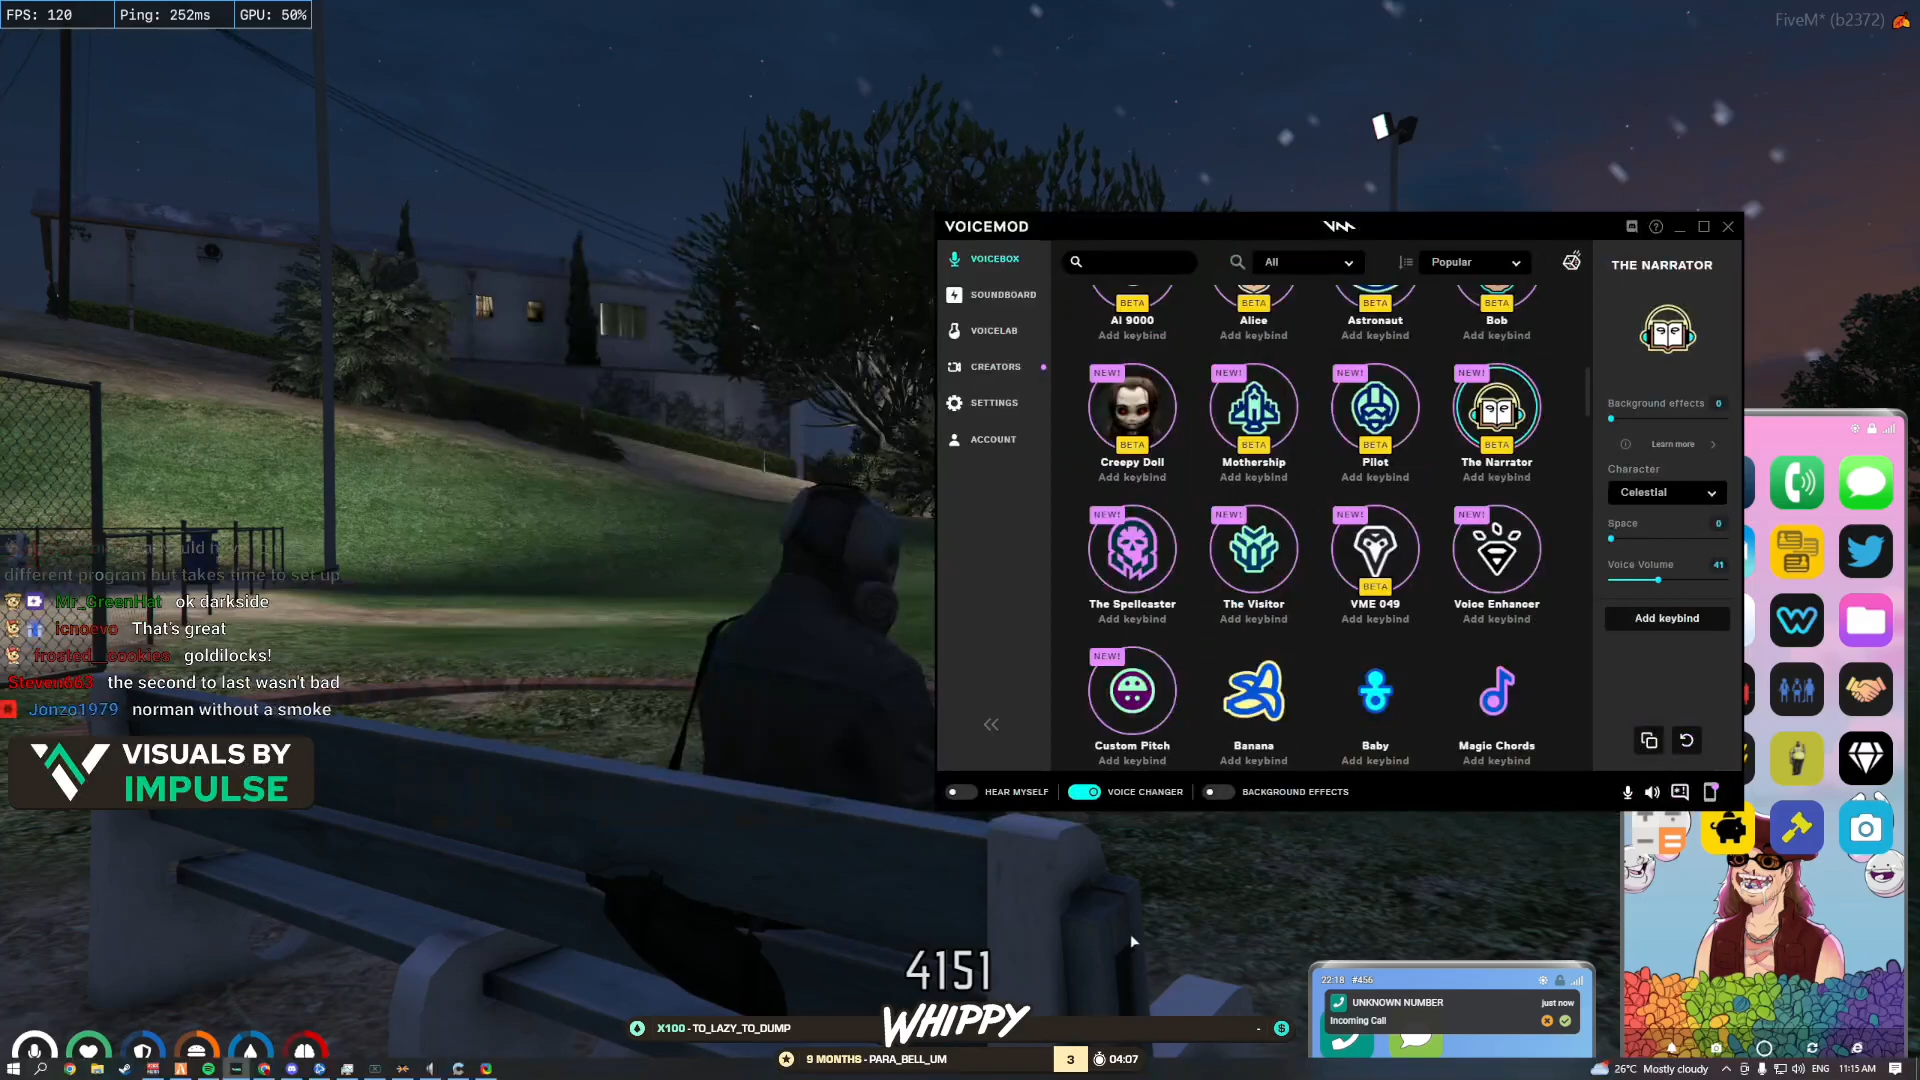 FPS: 120 Ping: 252ms GPU: 50%
FiveM* (b2372)
VOICEMOD
VOICEBOX
SOUNDBOARD
VOICELAB
CREATORS
SETTINGS
ACCOUNT
All
Popular
BETA BETA BETA BETA
AI 9000 Alice Astronaut Bob
Add keybind Add keybind Add keybind Add keybind
NEW! NEW! NEW! NEW!
BETA BETA BETA BETA
Creepy Doll Mothership Pilot The Narrator
Add keybind Add keybind Add keybind Add keybind
NEW! NEW! NEW! NEW!
BETA
The Spellcaster The Visitor VME 049 Voice Enhancer
Add keybind Add keybind Add keybind Add keybind
NEW!
Custom Pitch Banana Baby Magic Chords
Add keybind Add keybind Add keybind Add keybind
THE NARRATOR
Background effects 0
Learn more
Character
Celestial
Space 0
Voice Volume 41
Add keybind
HEAR MYSELF VOICE CHANGER BACKGROUND EFFECTS
different program but takes time to set up
Mr_GreenHat ok darkside
icnoevo That's great
frosted__cookies goldilocks!
Steven663 the second to last wasn't bad
Jonzo1979 norman without a smoke
VISUALS BY
IMPULSE
4151
WHIPPY
X100 - TO_LAZY_TO_DUMP -
9 MONTHS - PARA_BELL_UM 3 04:07
22:18 #456
UNKNOWN NUMBER just now
Incoming Call
26°C Mostly cloudy ENG 11:15 AM